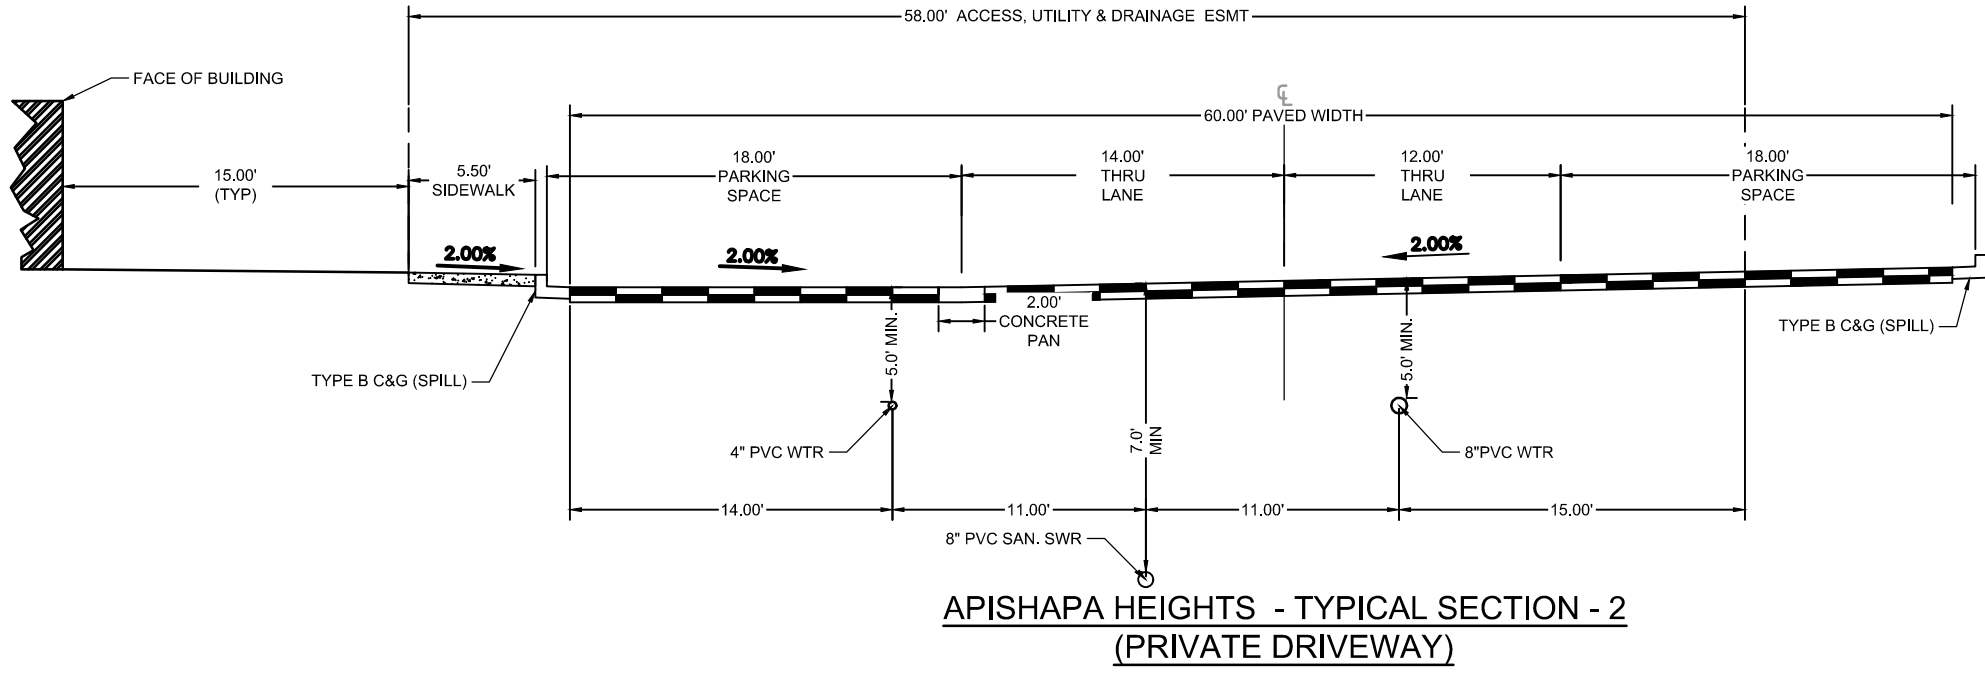 58.00' ACCESS, UTILITY & DRAINAGE ESMT
FACE OF BUILDING
CL
60.00' PAVED WIDTH
15.00'
(TYP)
5.50'
SIDEWALK
18.00'
PARKING
SPACE
14.00'
THRU
LANE
12.00'
THRU
LANE
18.00'
PARKING
SPACE
2.00%
2.00%
2.00%
2.00'
CONCRETE
PAN
5.0' MIN.
5.0' MIN.
TYPE B C&G (SPILL)
TYPE B C&G (SPILL)
7.0'
MIN
4" PVC WTR
8"PVC WTR
14.00'
11.00'
11.00'
15.00'
8" PVC SAN. SWR
APISHAPA HEIGHTS - TYPICAL SECTION - 2
(PRIVATE DRIVEWAY)